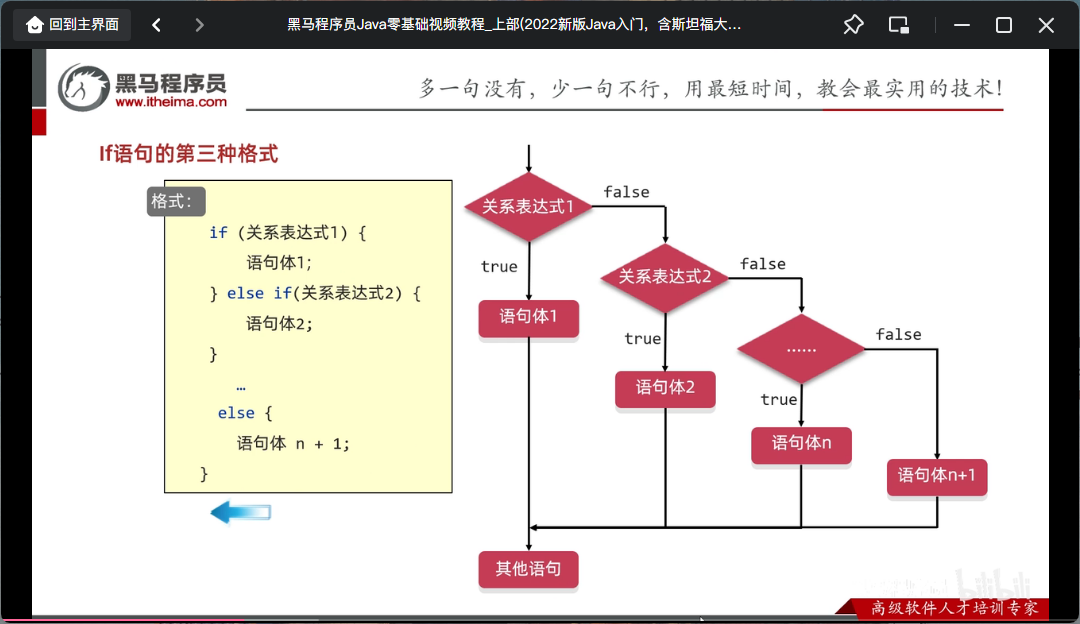 回到主界面
黑马程序员Java零基础视频教程_上部(2022新版Java入门，含斯坦福大...
黑马程序员
www.itheima.com
多一句没有，少一句不行，用最短时间，教会最实用的技术！
If语句的第三种格式
格式：
if (关系表达式1) {
语句体1;
} else if(关系表达式2) {
语句体2;
}
…
else {
语句体 n + 1;
}
关系表达式1
false
true
语句体1
关系表达式2
false
true
语句体2
......
false
true
语句体n
语句体n+1
其他语句
bilibili
高级软件人才培训专家